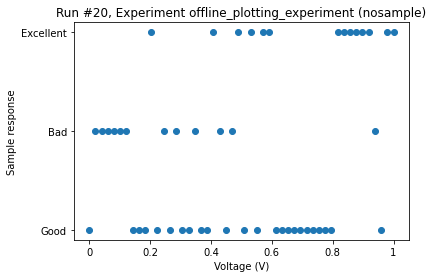 Run #20, Experiment offline_plotting_experiment (nosample)
Excellent
Bad
Good
Sample response
0
0.2
0.4
0.6
0.8
1
Voltage (V)